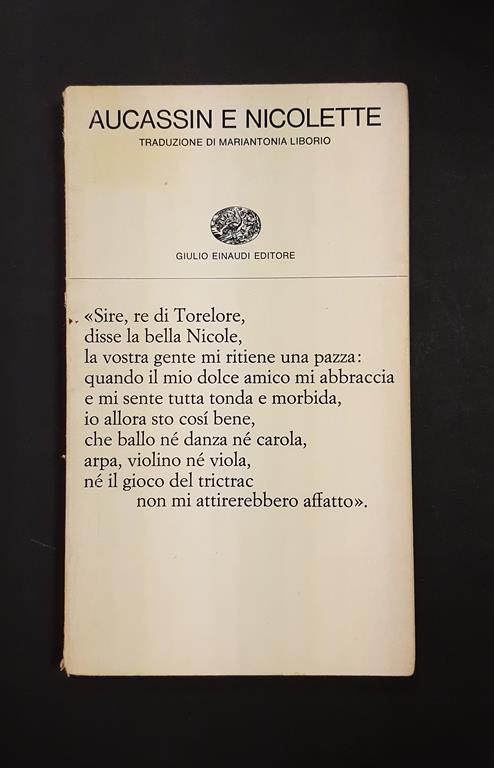 AUCASSIN E NICOLETTE
TRADUZIONE DI MARIANTONIA LIBORIO
GIULIO EINAUDI EDITORE
«Sire, re di Torelore,
disse la bella Nicole,
la vostra gente mi ritiene una pazza:
quando il mio dolce amico mi abbraccia
e mi sente tutta tonda e morbida,
io allora sto cosí bene,
che ballo né danza né carola,
arpa, violino né viola,
né il gioco del trictrac
non mi attirerebbero affatto».